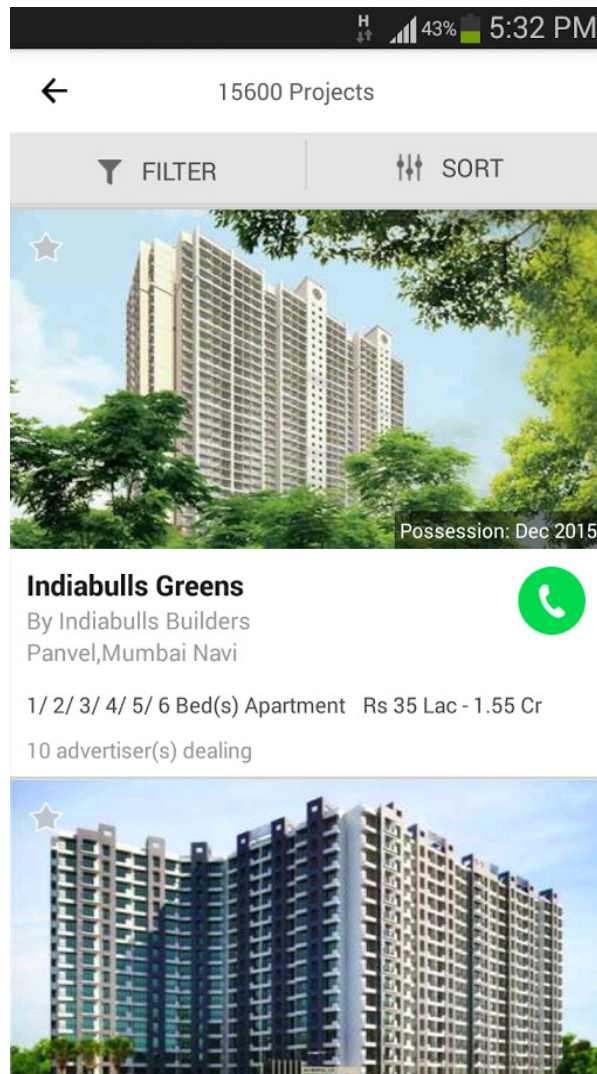 H 43% 5:32 PM
15600 Projects
FILTER SORT
Possession: Dec 2015
Indiabulls Greens
By Indiabulls Builders
Panvel,Mumbai Navi
1/ 2/ 3/ 4/ 5/ 6 Bed(s) Apartment Rs 35 Lac - 1.55 Cr
10 advertiser(s) dealing